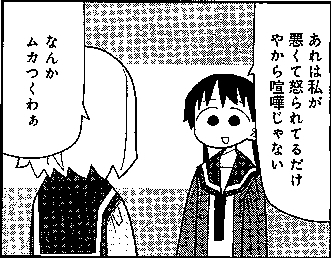 あれは私が
悪くて怒られてるだけ
やから喧嘩じゃない
なんか
ムカつくわぁ